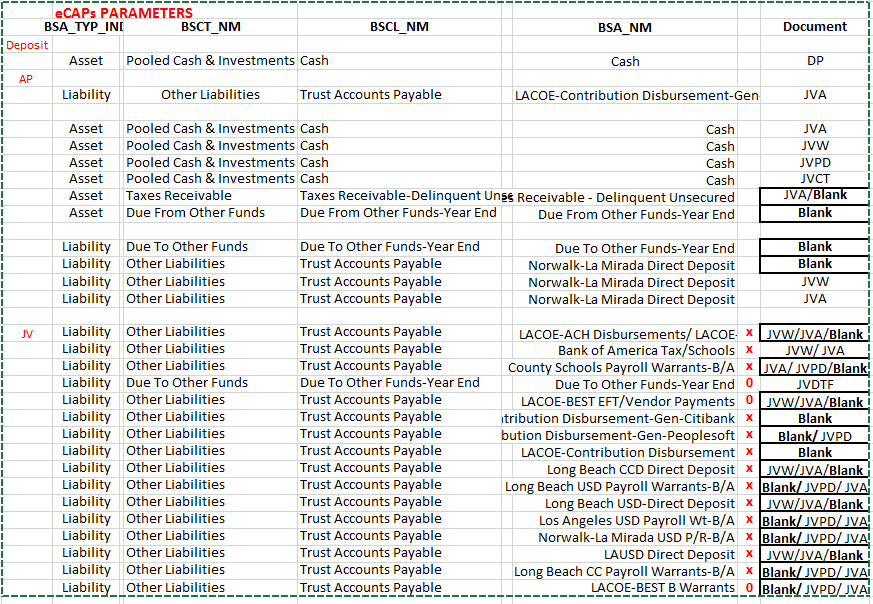 eCAPs PARAMETERS
BSA_TYP_IND BSCT_NM BSCL_NM BSA_NM Document
Deposit
Asset Pooled Cash & Investments Cash Cash DP
AP
Liability Other Liabilities Trust Accounts Payable LACOE-Contribution Disbursement-Gen- JVA
Asset Pooled Cash & Investments Cash Cash JVA
Asset Pooled Cash & Investments Cash Cash JVW
Asset Pooled Cash & Investments Cash Cash JVPD
Asset Pooled Cash & Investments Cash Cash JVCT
Asset Taxes Receivable Taxes Receivable-Delinquent Unse Receivable - Delinquent Unsecured JVA/Blank
Asset Due From Other Funds Due From Other Funds-Year End Due From Other Funds-Year End Blank
Liability Due To Other Funds Due To Other Funds-Year End Due To Other Funds-Year End Blank
Liability Other Liabilities Trust Accounts Payable Norwalk-La Mirada Direct Deposit Blank
Liability Other Liabilities Trust Accounts Payable Norwalk-La Mirada Direct Deposit JVW
Liability Other Liabilities Trust Accounts Payable Norwalk-La Mirada Direct Deposit JVA
JV Liability Other Liabilities Trust Accounts Payable LACOE-ACH Disbursements/ LACOE- x JVW/JVA/Blank
Liability Other Liabilities Trust Accounts Payable Bank of America Tax/Schools x JVW/ JVA
Liability Other Liabilities Trust Accounts Payable County Schools Payroll Warrants-B/A x JVA/ JVPD/Blank
Liability Due To Other Funds Due To Other Funds-Year End Due To Other Funds-Year End 0 JVDTF
Liability Other Liabilities Trust Accounts Payable LACOE-BEST EFT/Vendor Payments 0 JVW/JVA/Blank
Liability Other Liabilities Trust Accounts Payable tribution Disbursement-Gen-Citibank x Blank
Liability Other Liabilities Trust Accounts Payable bution Disbursement-Gen-Peoplesoft x Blank/ JVPD
Liability Other Liabilities Trust Accounts Payable LACOE-Contribution Disbursement x Blank
Liability Other Liabilities Trust Accounts Payable Long Beach CCD Direct Deposit x JVW/JVA/Blank
Liability Other Liabilities Trust Accounts Payable Long Beach USD Payroll Warrants-B/A x Blank/ JVPD/ JVA
Liability Other Liabilities Trust Accounts Payable Long Beach USD-Direct Deposit x JVW/JVA/Blank
Liability Other Liabilities Trust Accounts Payable Los Angeles USD Payroll Wt-B/A x Blank/ JVPD/ JVA
Liability Other Liabilities Trust Accounts Payable Norwalk-La Mirada USD P/R-B/A x Blank/ JVPD/ JVA
Liability Other Liabilities Trust Accounts Payable LAUSD Direct Deposit x JVW/JVA/Blank
Liability Other Liabilities Trust Accounts Payable Long Beach CC Payroll Warrants-B/A x Blank/ JVPD/ JVA
Liability Other Liabilities Trust Accounts Payable LACOE-BEST B Warrants 0 Blank/ JVPD/ JVA